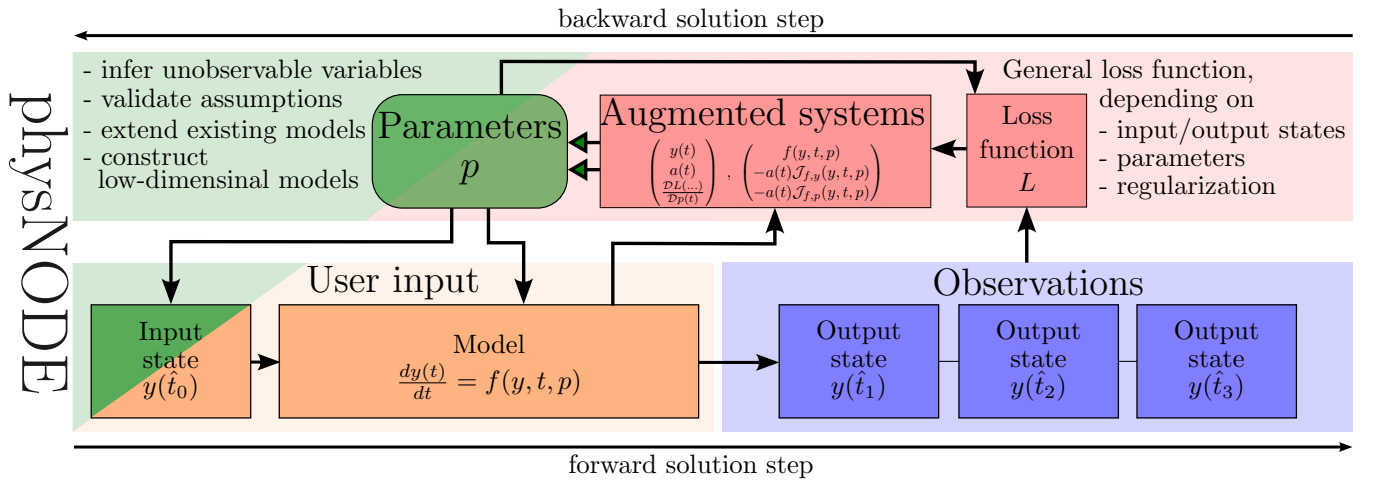 backward solution step
physNODE
- infer unobservable variables
- validate assumptions
- extend existing models
- construct
low-dimensinal models
Parameters
p
Augmented systems
( y(t) a(t) 𝒟L(...)/𝒟p(t) ) , ( f(y, t, p) −a(t)𝒥_{f,y}(y, t, p) −a(t)𝒥_{f,p}(y, t, p) )
Loss
function
L
General loss function,
depending on
- input/output states
- parameters
- regularization
User input
Input
state
y(t̂₀)
Model
dy(t)/dt = f(y, t, p)
Observations
Output
state
y(t̂₁)
Output
state
y(t̂₂)
Output
state
y(t̂₃)
forward solution step